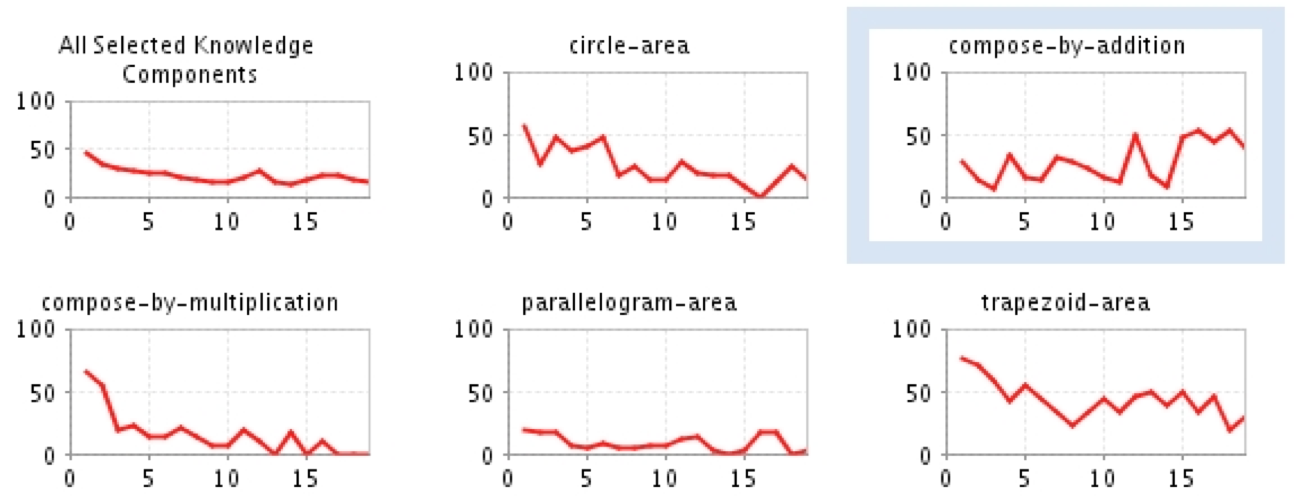 All Selected Knowledge
Components
100
50
0
0 5 10 15
circle-area
100
50
0
0 5 10 15
compose-by-addition
100
50
0
0 5 10 15
compose-by-multiplication
100
50
0
0 5 10 15
parallelogram-area
100
50
0
0 5 10 15
trapezoid-area
100
50
0
0 5 10 15